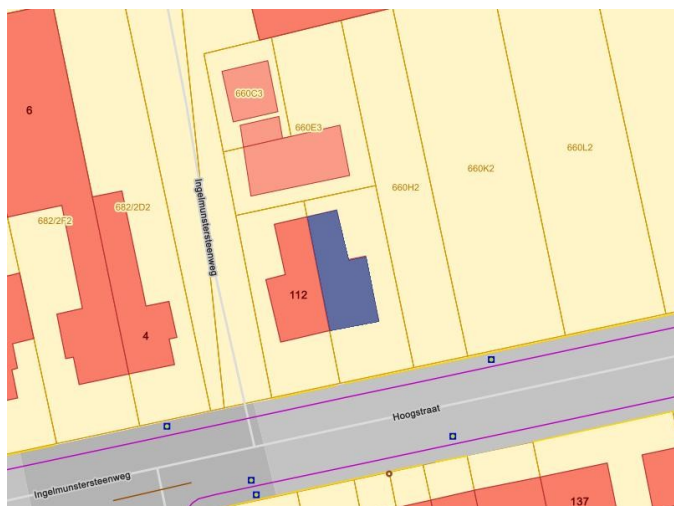 6
660C3
660E3
660L2
660K2
660H2
682/2F2
682/2D2
Ingelmunstersteenweg
112
4
Hoogstraat
Ingelmunstersteenweg
137